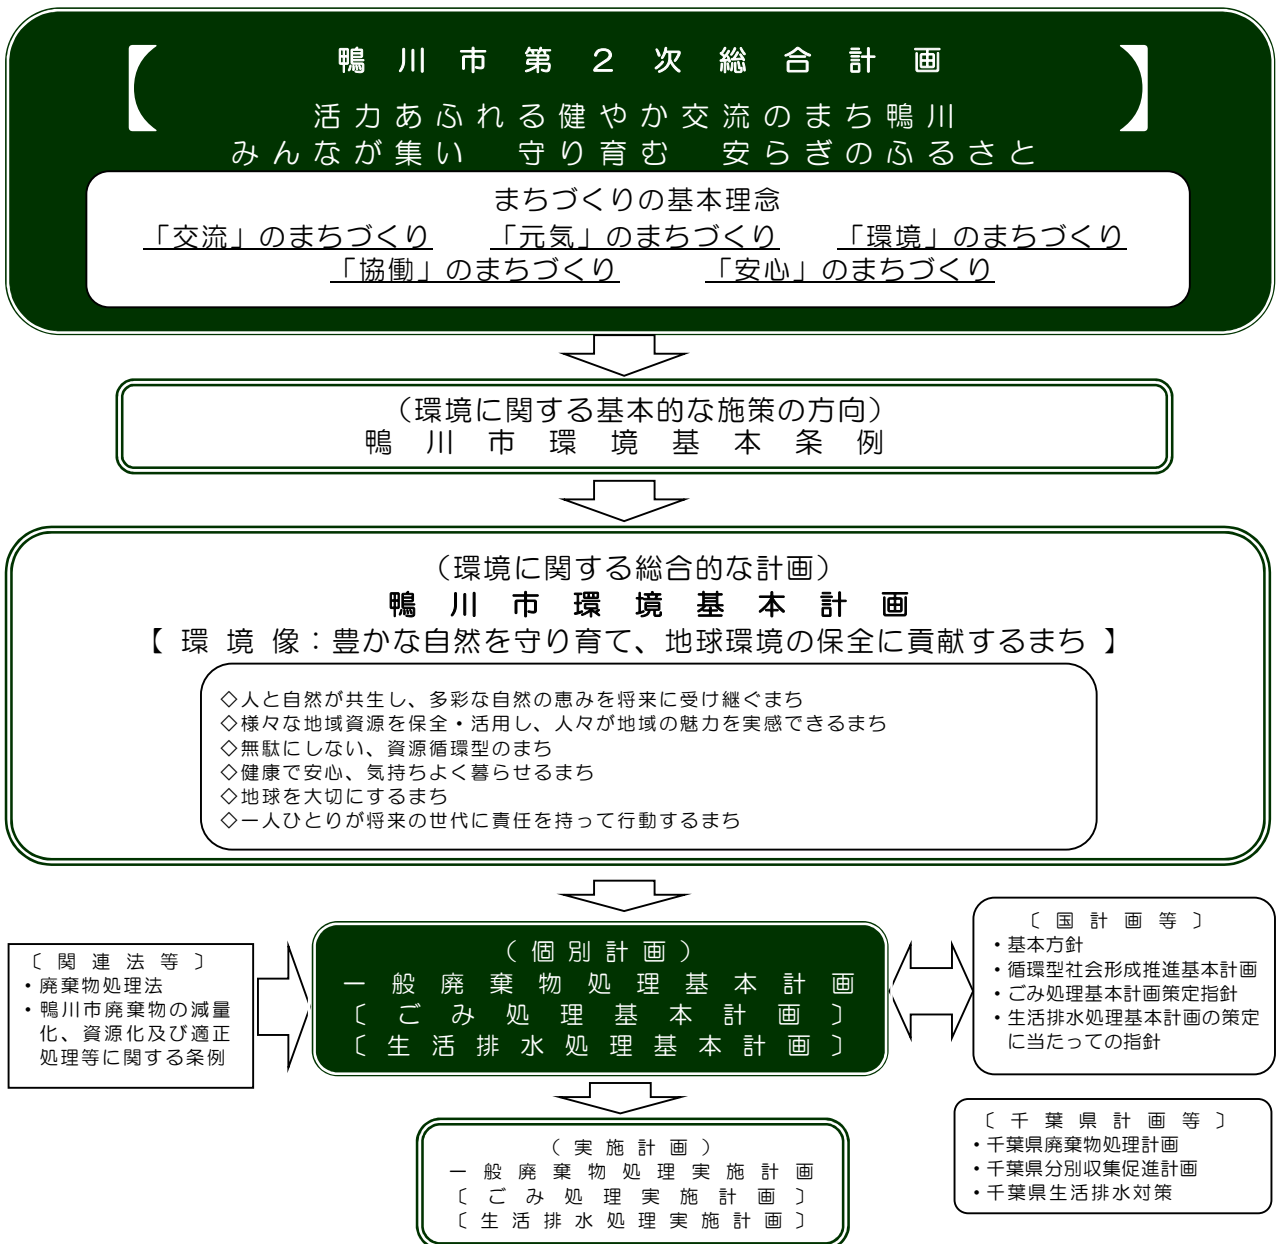 【鴨川市第２次総合計画】
活力あふれる健やか交流のまち鴨川
みんなが集い　守り育む　安らぎのふるさと
まちづくりの基本理念
「交流」のまちづくり　「元気」のまちづくり　「環境」のまちづくり
「協働」のまちづくり　「安心」のまちづくり
（環境に関する基本的な施策の方向）
鴨川市環境基本条例
（環境に関する総合的な計画）
鴨川市環境基本計画
【環境像：豊かな自然を守り育て、地球環境の保全に貢献するまち】
◇人と自然が共生し、多彩な自然の恵みを将来に受け継ぐまち
◇様々な地域資源を保全・活用し、人々が地域の魅力を実感できるまち
◇無駄にしない、資源循環型のまち
◇健康で安心、気持ちよく暮らせるまち
◇地球を大切にするまち
◇一人ひとりが将来の世代に責任を持って行動するまち
〔関連法等〕
・廃棄物処理法
・鴨川市廃棄物の減量
化、資源化及び適正
処理等に関する条例
（個別計画）
一般廃棄物処理基本計画
〔ごみ処理基本計画〕
〔生活排水処理基本計画〕
〔国計画等〕
・基本方針
・循環型社会形成推進基本計画
・ごみ処理基本計画策定指針
・生活排水処理基本計画の策定
に当たっての指針
（実施計画）
一般廃棄物処理実施計画
〔ごみ処理実施計画〕
〔生活排水処理実施計画〕
〔千葉県計画等〕
・千葉県廃棄物処理計画
・千葉県分別収集促進計画
・千葉県生活排水対策